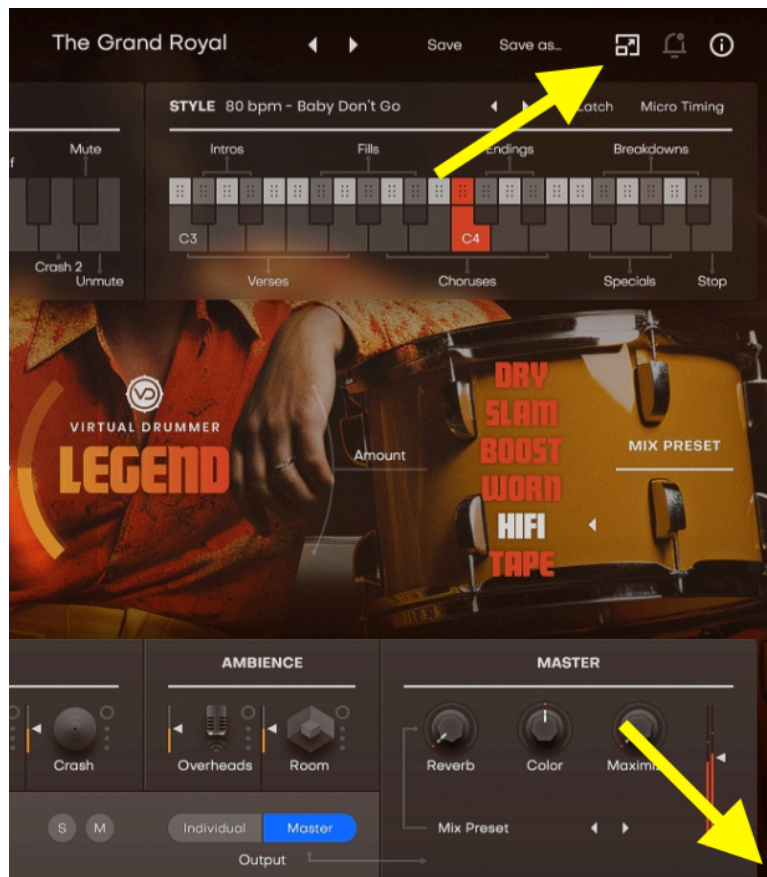 The Grand Royal
Save
Save as...
STYLE 80 bpm - Baby Don't Go
Micro Timing
Mute
Intros
Fills
Endings
Breakdowns
C3
C4
Crash 2
Unmute
Verses
Choruses
Specials
Stop
VD
VIRTUAL DRUMMER
LEGEND
Amount
DRY
SLAM
BOOST
WORN
HIFI
TAPE
MIX PRESET
AMBIENCE
MASTER
Crash
Overheads
Room
Reverb
Color
S
M
Individual
Master
Mix Preset
Output